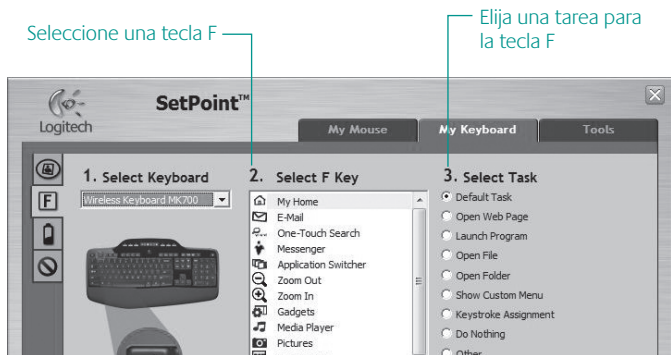 Seleccione una tecla F
Elija una tarea para
la tecla F
Logitech
SetPoint™
My Mouse
My Keyboard
Tools
1. Select Keyboard
Wireless Keyboard MK700
F
2. Select F Key
My Home
E-Mail
One-Touch Search
Messenger
Application Switcher
Zoom Out
Zoom In
Gadgets
Media Player
Pictures
3. Select Task
Default Task
Open Web Page
Launch Program
Open File
Open Folder
Show Custom Menu
Keystroke Assignment
Do Nothing
Other